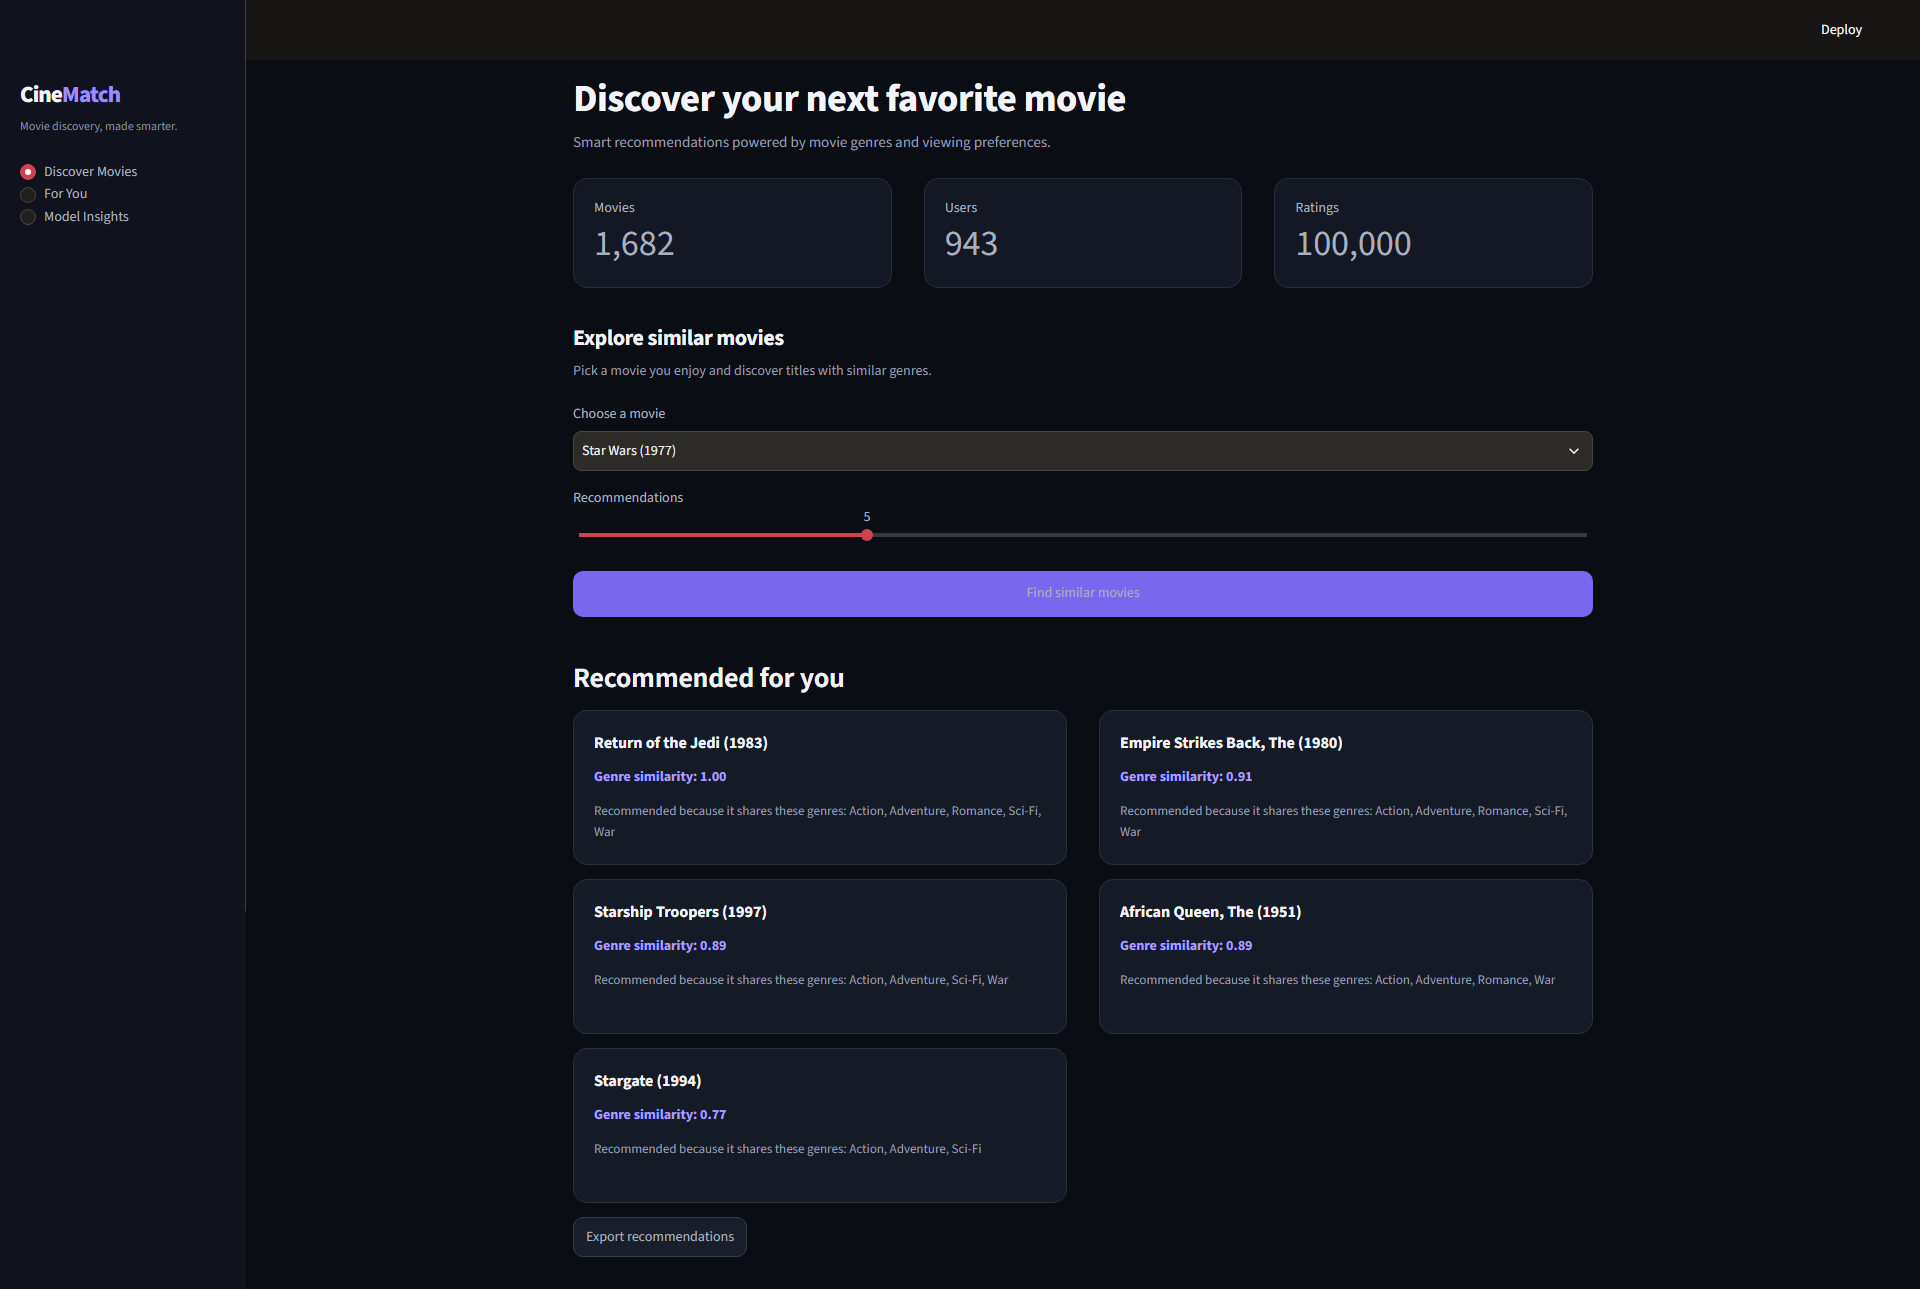 Deploy
CineMatch
Movie discovery, made smarter.
Discover Movies
For You
Model Insights
Discover your next favorite movie
Smart recommendations powered by movie genres and viewing preferences.
Movies
1,682
Users
943
Ratings
100,000
Explore similar movies
Pick a movie you enjoy and discover titles with similar genres.
Choose a movie
Star Wars (1977)
Recommendations
5
Find similar movies
Recommended for you
Return of the Jedi (1983)
Genre similarity: 1.00
Recommended because it shares these genres: Action, Adventure, Romance, Sci-Fi,
War
Empire Strikes Back, The (1980)
Genre similarity: 0.91
Recommended because it shares these genres: Action, Adventure, Romance, Sci-Fi,
War
Starship Troopers (1997)
Genre similarity: 0.89
Recommended because it shares these genres: Action, Adventure, Sci-Fi, War
African Queen, The (1951)
Genre similarity: 0.89
Recommended because it shares these genres: Action, Adventure, Romance, War
Stargate (1994)
Genre similarity: 0.77
Recommended because it shares these genres: Action, Adventure, Sci-Fi
Export recommendations